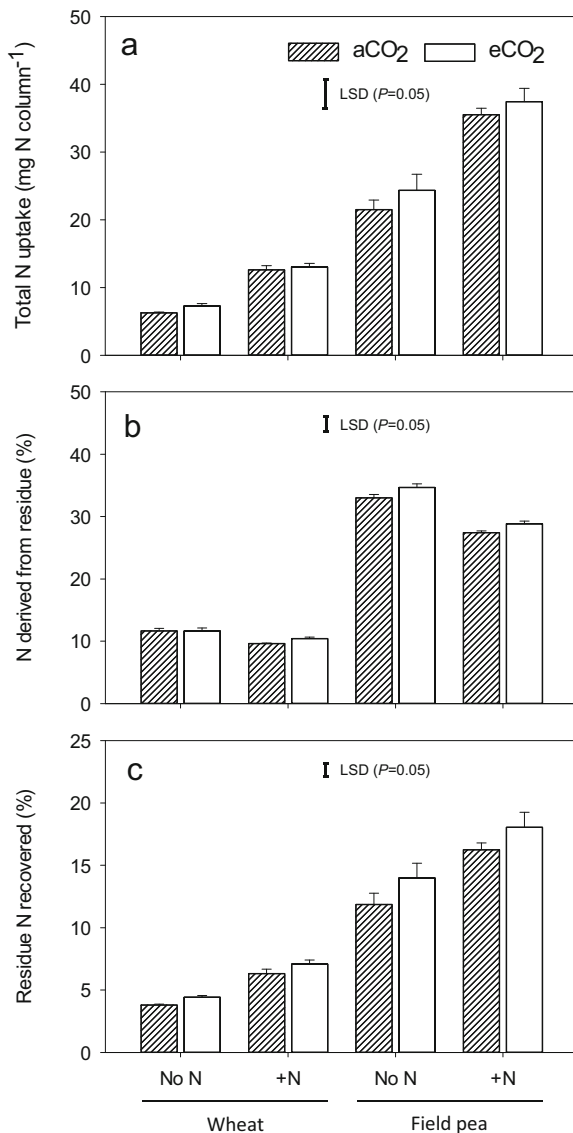 a
aCO₂ eCO₂
LSD (P=0.05)
Total N uptake (mg N column⁻¹)
50
40
30
20
10
0
b
LSD (P=0.05)
N derived from residue (%)
50
40
30
20
10
0
c
LSD (P=0.05)
Residue N recovered (%)
25
20
15
10
5
0
No N +N No N +N
Wheat Field pea